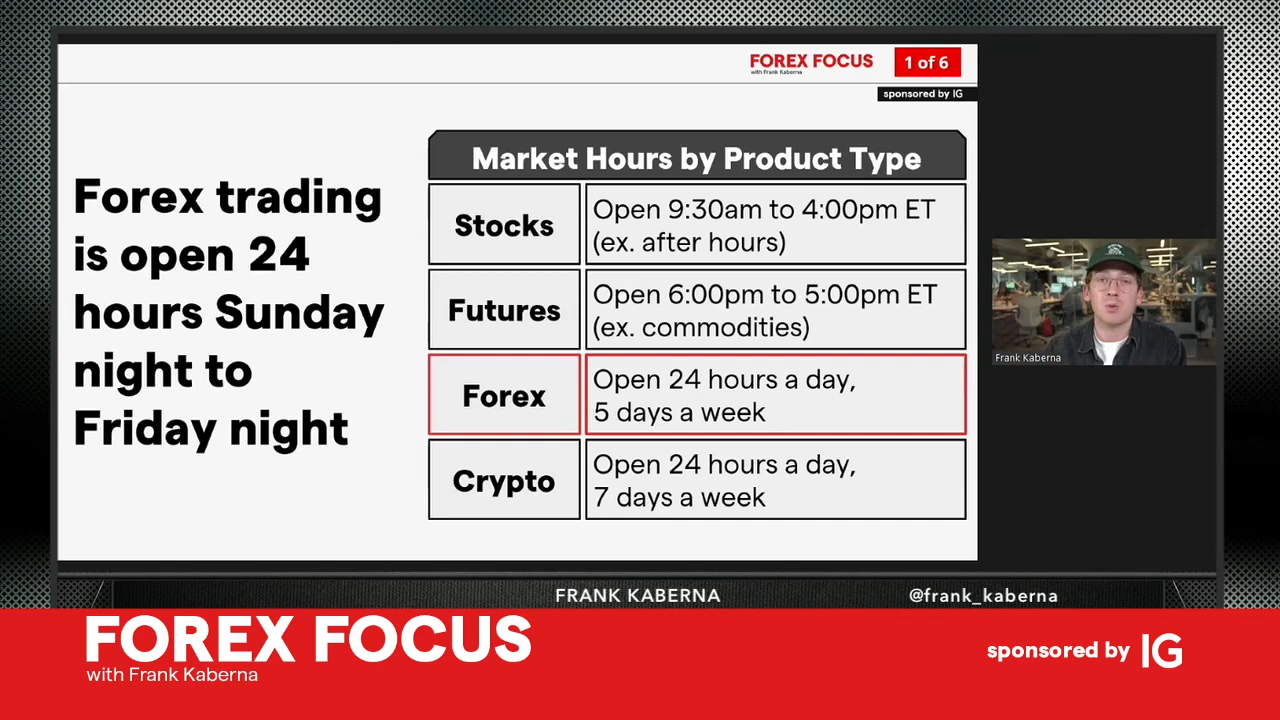 FOREX FOCUS
with Frank Kaberna
1 of 6
sponsored by IG
Forex trading
is open 24
hours Sunday
night to
Friday night
Market Hours by Product Type
Stocks
Open 9:30am to 4:00pm ET
(ex. after hours)
Futures
Open 6:00pm to 5:00pm ET
(ex. commodities)
Forex
Open 24 hours a day,
5 days a week
Crypto
Open 24 hours a day,
7 days a week
Frank Kaberna
FRANK KABERNA
@frank_kaberna
FOREX FOCUS
with Frank Kaberna
sponsored by IG